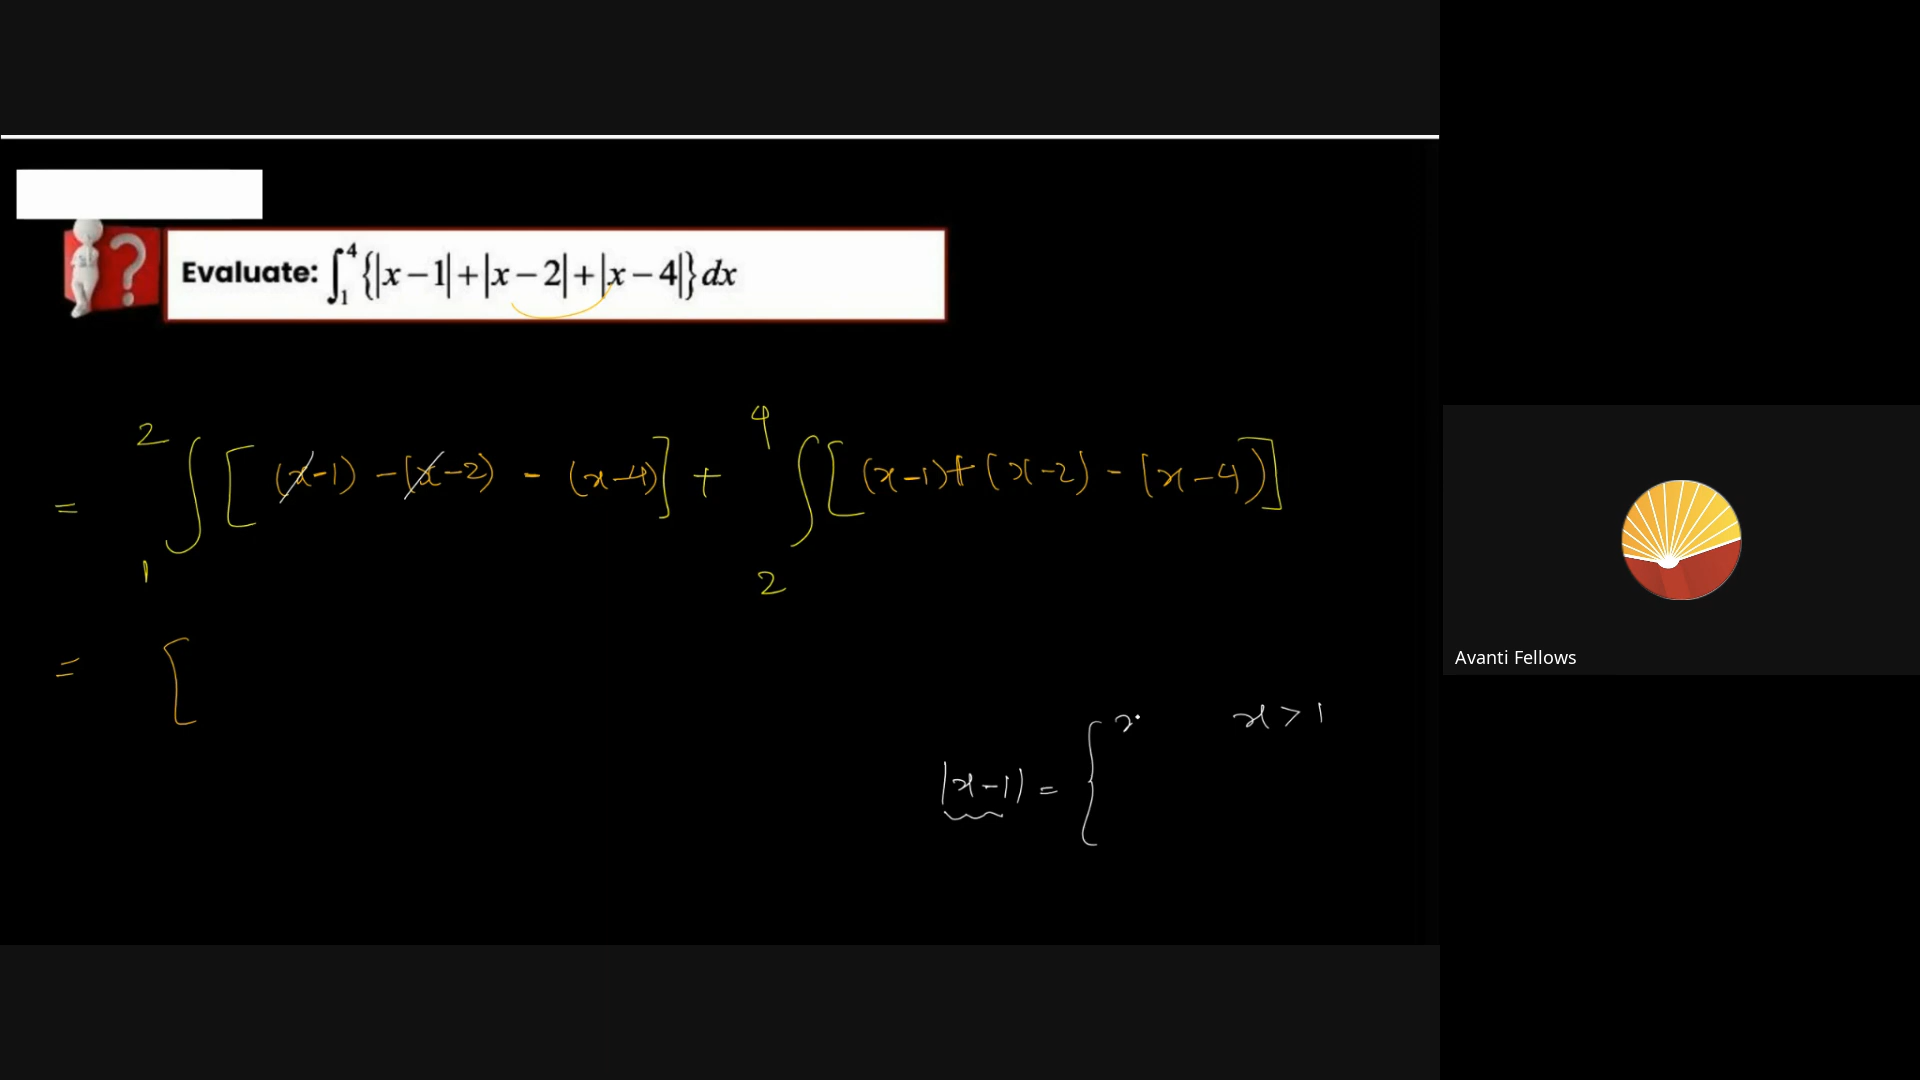 ?
Evaluate: ∫₁⁴ {|x − 1| + |x − 2| + |x − 4|} dx
= ∫₁² [(x-1) - (x-2) - (x-4)] + ∫₂⁴ [(x-1) + (x-2) - (x-4)]
= [
x x > 1
|x-1| = {
Avanti Fellows